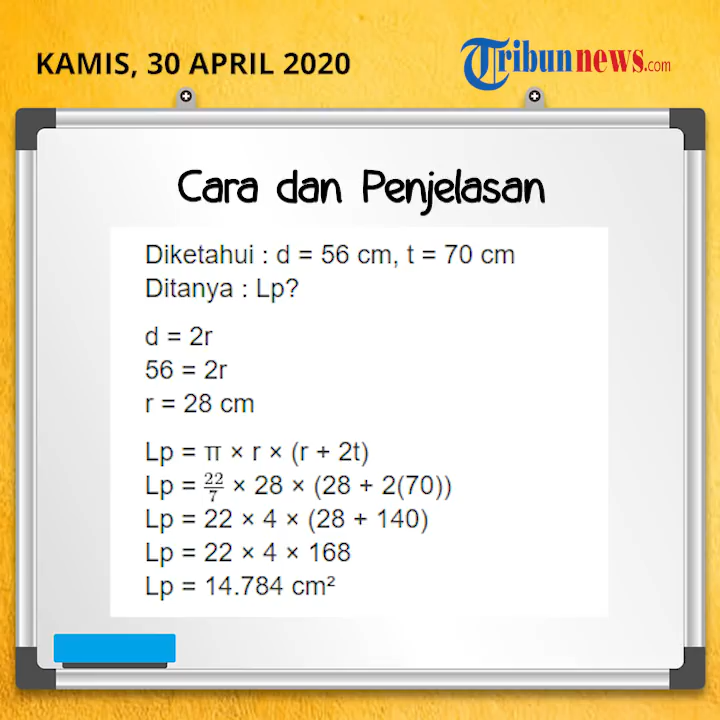 KAMIS, 30 APRIL 2020
Tribunnews.com
Cara dan Penjelasan
Diketahui : d = 56 cm, t = 70 cm
Ditanya : Lp?
d = 2r
56 = 2r
r = 28 cm
Lp = π × r × (r + 2t)
Lp = 22/7 × 28 × (28 + 2(70))
Lp = 22 × 4 × (28 + 140)
Lp = 22 × 4 × 168
Lp = 14.784 cm²